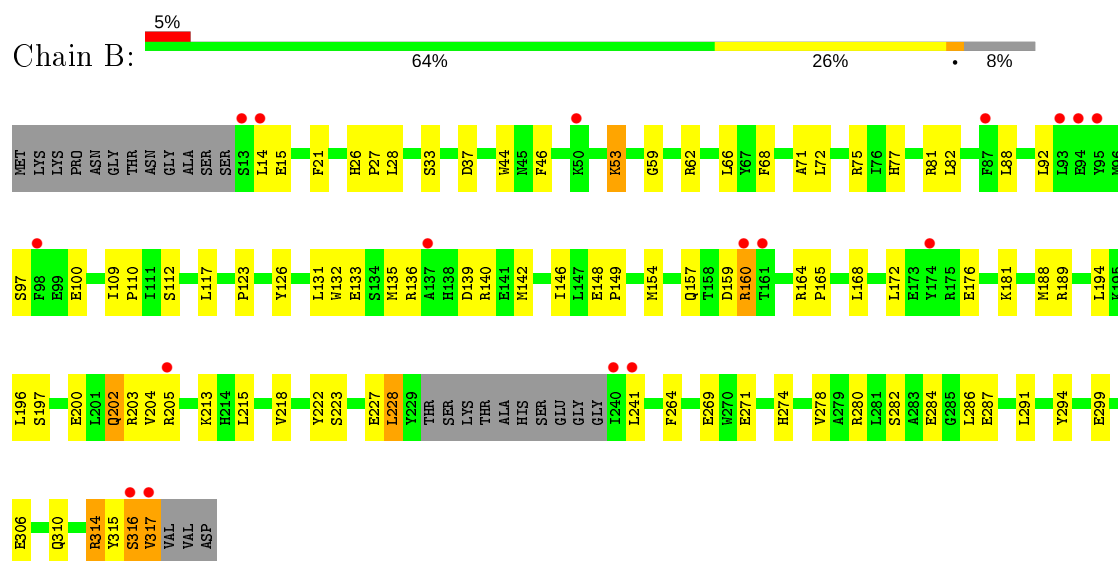 5%
Chain B:
64% 26% • 8%
MET LYS LYS PRO ASN GLY THR ASN GLY ALA SER SER S13 L14 E15 F21 H26 P27 L28 S33 D37 W44 N45 F46 K50 K53 G59 R62 L66 Y67 F68 A71 L72 R75 I76 H77 R81 L82 F87 L88 L92 L93 E94 Y95 M96
S97 F98 E99 E100 I109 P110 I111 S112 L117 P123 Y126 L131 W132 E133 S134 M135 R136 A137 H138 D139 R140 E141 M142 I146 L147 E148 P149 M154 Q157 T158 D159 R160 T161 R164 P165 L168 L172 E173 Y174 R175 E176 K181 M188 R189 L194 K195
L196 S197 E200 L201 Q202 R203 V204 R205 K213 H214 L215 V218 Y222 S223 E227 L228 Y229 THR SER LYS THR ALA HIS SER GLU GLY GLY I240 L241 F264 E269 W270 E271 H274 V278 A279 R280 L281 S282 A283 E284 G285 L286 E287 L291 Y294 E299
E306 Q310 R314 Y315 S316 V317 VAL VAL ASP